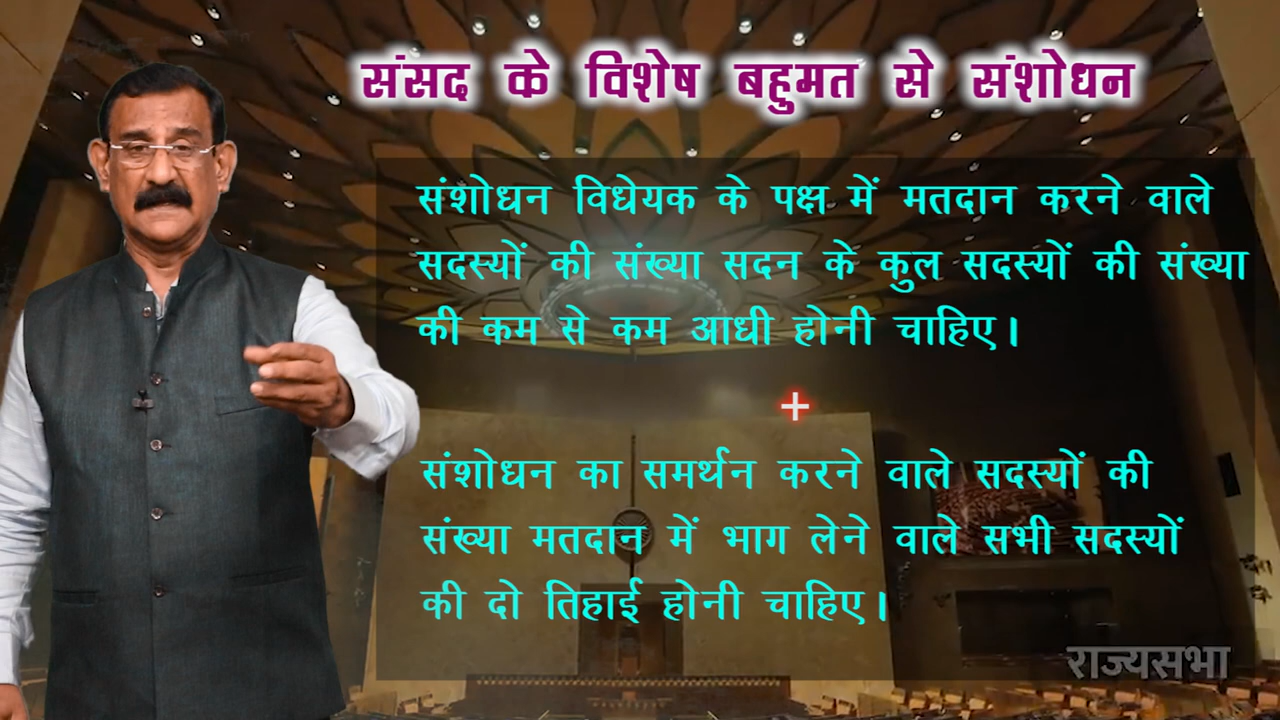 संसद के विशेष बहुमत से संशोधन
संशोधन विधेयक के पक्ष में मतदान करने वाले
सदस्यों की संख्या सदन के कुल सदस्यों की संख्या
की कम से कम आधी होनी चाहिए।
+
संशोधन का समर्थन करने वाले सदस्यों की
संख्या मतदान में भाग लेने वाले सभी सदस्यों
की दो तिहाई होनी चाहिए।
राज्यसभा